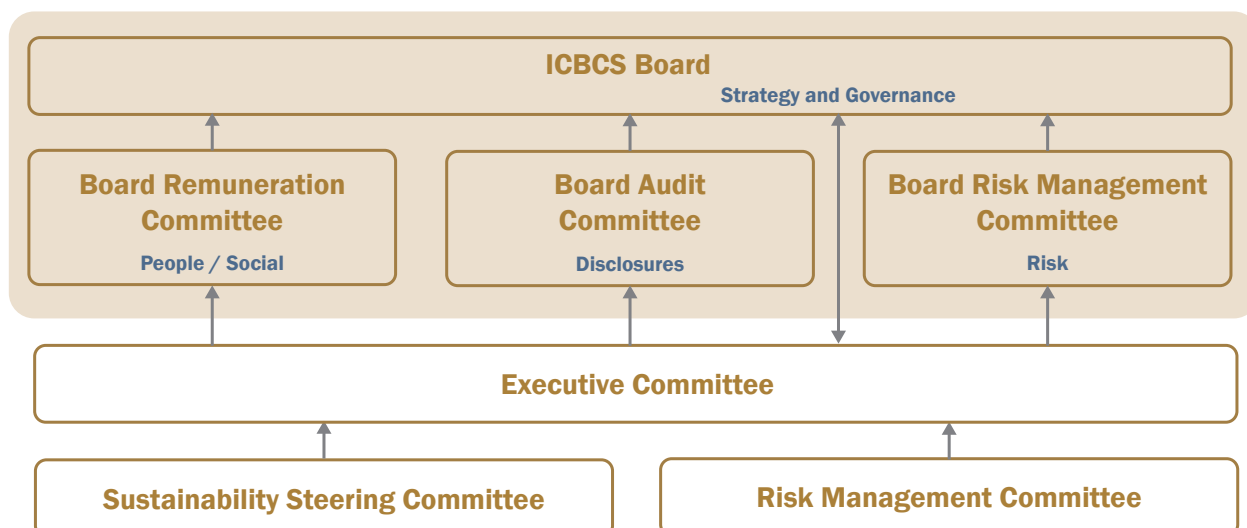 ICBCS Board
Strategy and Governance
Board Remuneration
Committee
People / Social
Board Audit
Committee
Disclosures
Board Risk Management
Committee
Risk
Executive Committee
Sustainability Steering Committee
Risk Management Committee